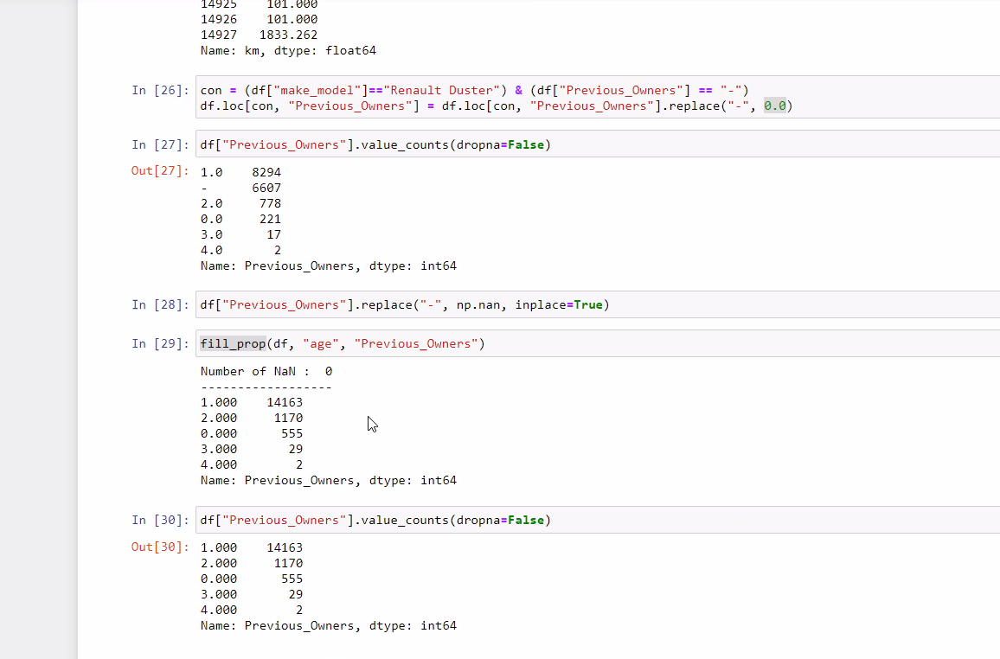 14925    101.000
14926    101.000
14927   1833.262
Name: km, dtype: float64
In [26]: con = (df["make_model"]=="Renault Duster") & (df["Previous_Owners"] == "-")
df.loc[con, "Previous_Owners"] = df.loc[con, "Previous_Owners"].replace("-", 0.0)
In [27]: df["Previous_Owners"].value_counts(dropna=False)
Out[27]: 1.0    8294
-      6607
2.0     778
0.0     221
3.0      17
4.0       2
Name: Previous_Owners, dtype: int64
In [28]: df["Previous_Owners"].replace("-", np.nan, inplace=True)
In [29]: fill_prop(df, "age", "Previous_Owners")
Number of NaN :  0
------------------
1.000    14163
2.000     1170
0.000      555
3.000       29
4.000        2
Name: Previous_Owners, dtype: int64
In [30]: df["Previous_Owners"].value_counts(dropna=False)
Out[30]: 1.000    14163
2.000     1170
0.000      555
3.000       29
4.000        2
Name: Previous_Owners, dtype: int64